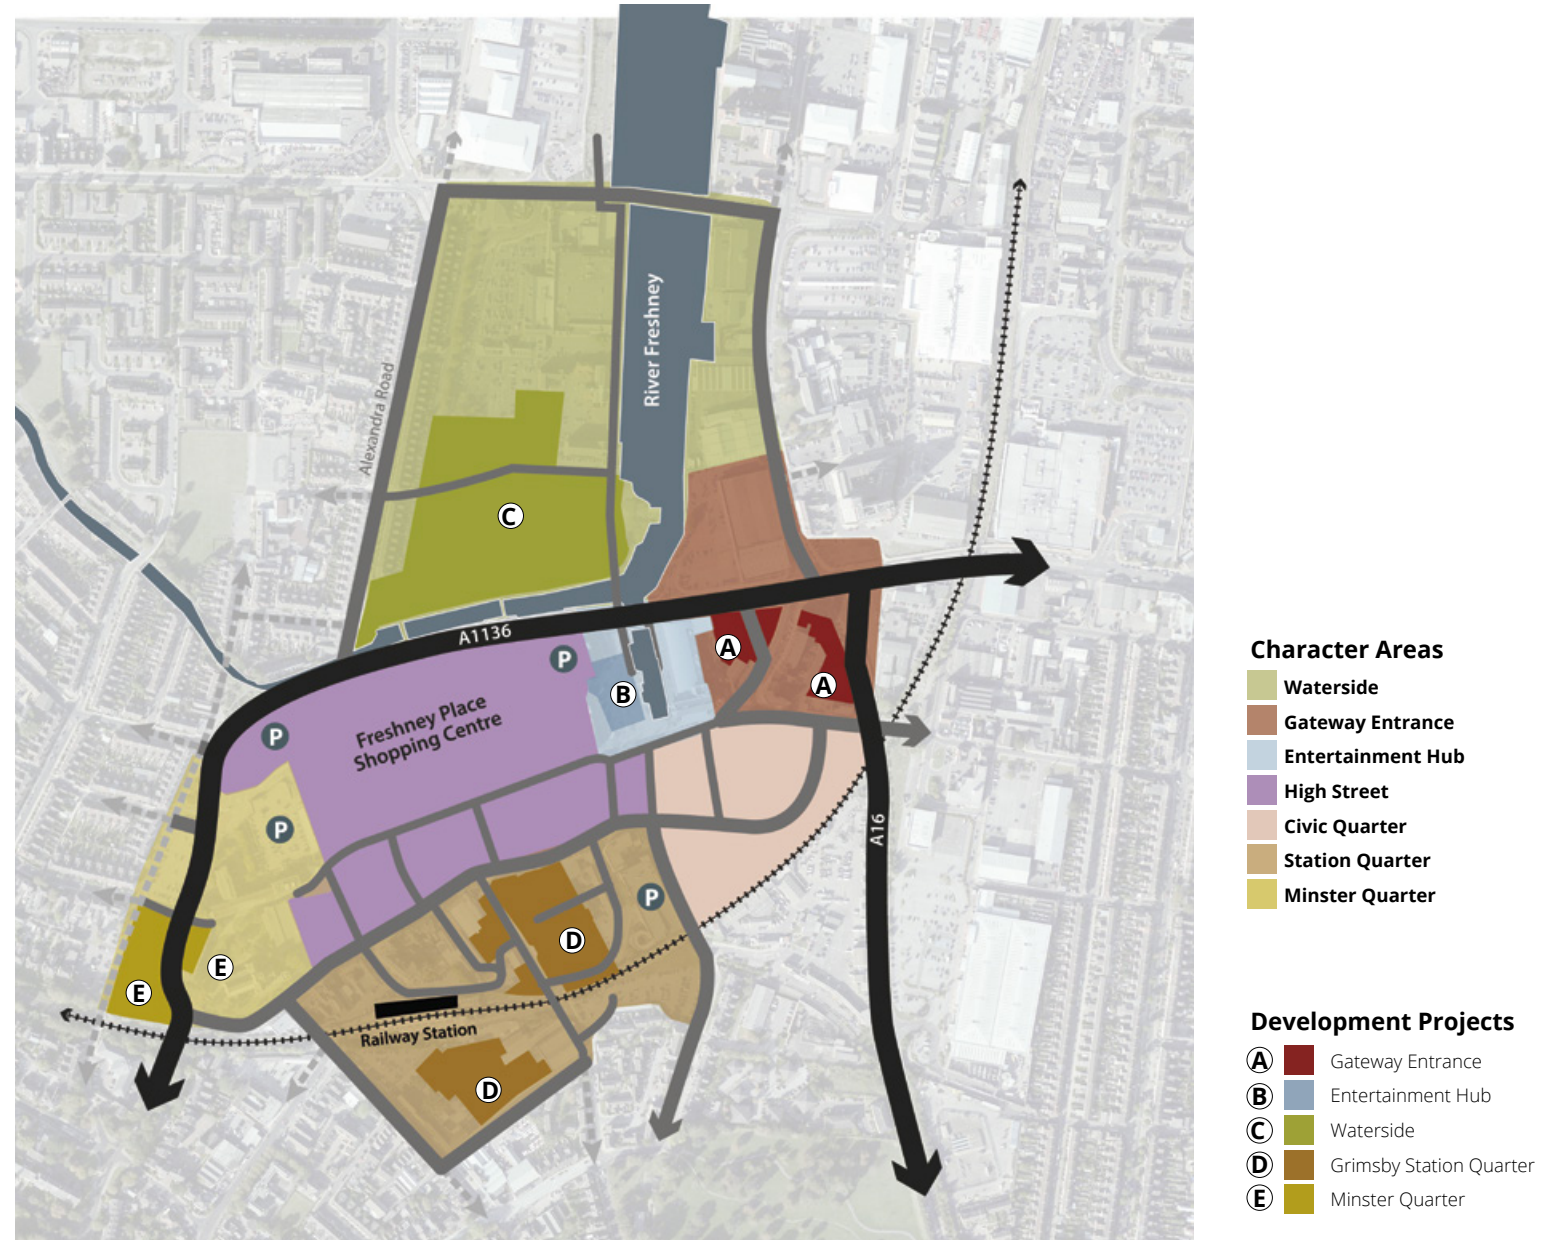 River Freshney
Alexandra Road
C
A1136
P
A
B
A
P
Freshney Place
Shopping Centre
P
A16
P
D
E
E
Railway Station
D
Character Areas
Waterside
Gateway Entrance
Entertainment Hub
High Street
Civic Quarter
Station Quarter
Minster Quarter
Development Projects
A Gateway Entrance
B Entertainment Hub
C Waterside
D Grimsby Station Quarter
E Minster Quarter